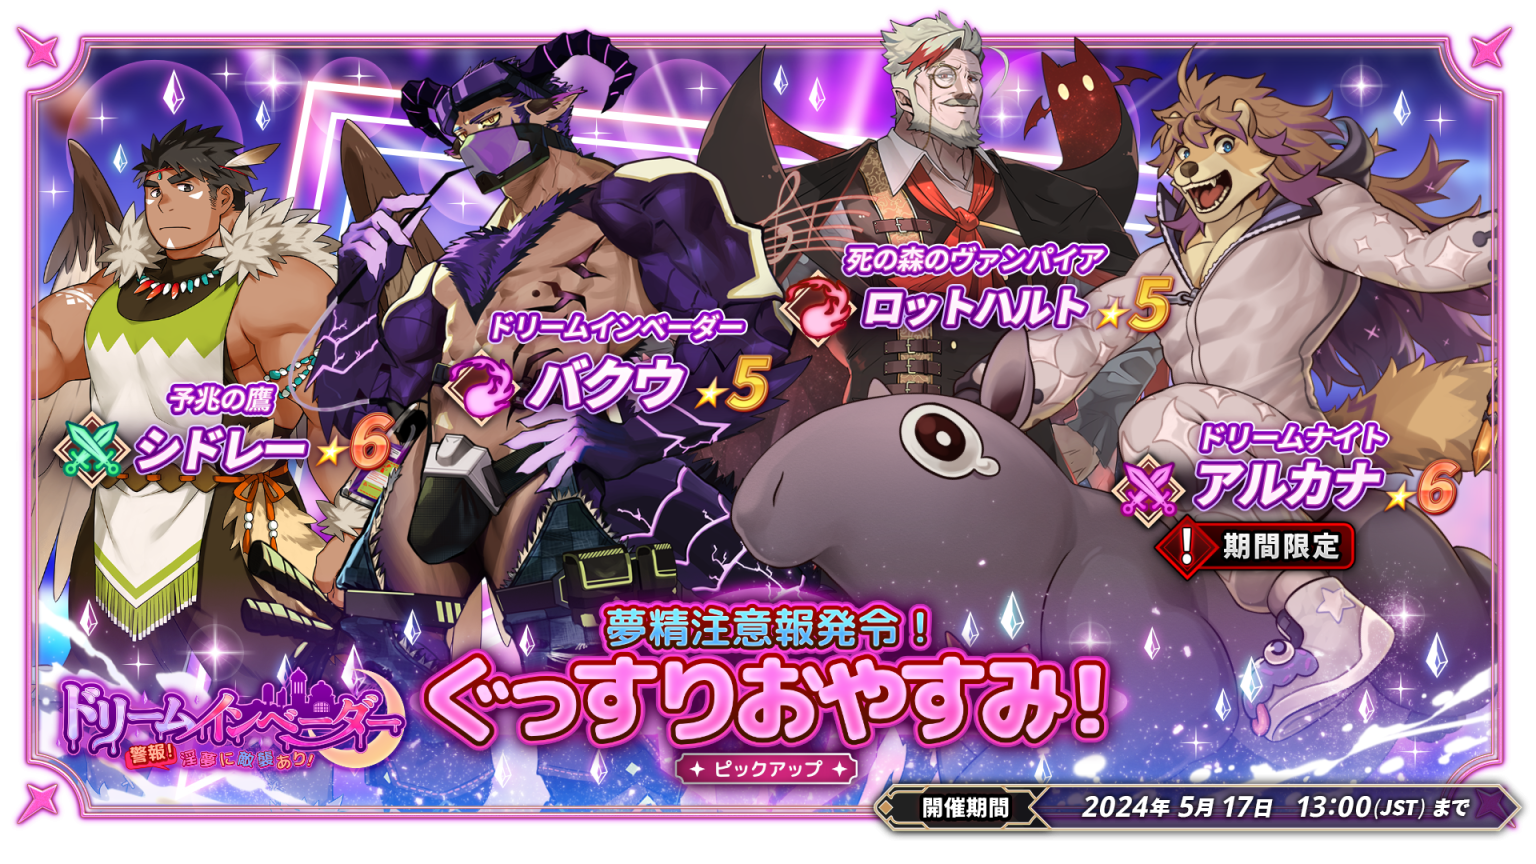 死の森のヴァンパイア
ロットハルト ★5
ドリームインベーダー
バクウ ★5
予兆の鷹
シドレー ★6
ドリームナイト
アルカナ ★6
! 期間限定
夢精注意報発令！
ぐっすりおやすみ!
ピックアップ
ドリームインベーダー
警報! 淫夢に敵襲あり!
開催期間 2024年 5月 17日 13:00(JST) まで